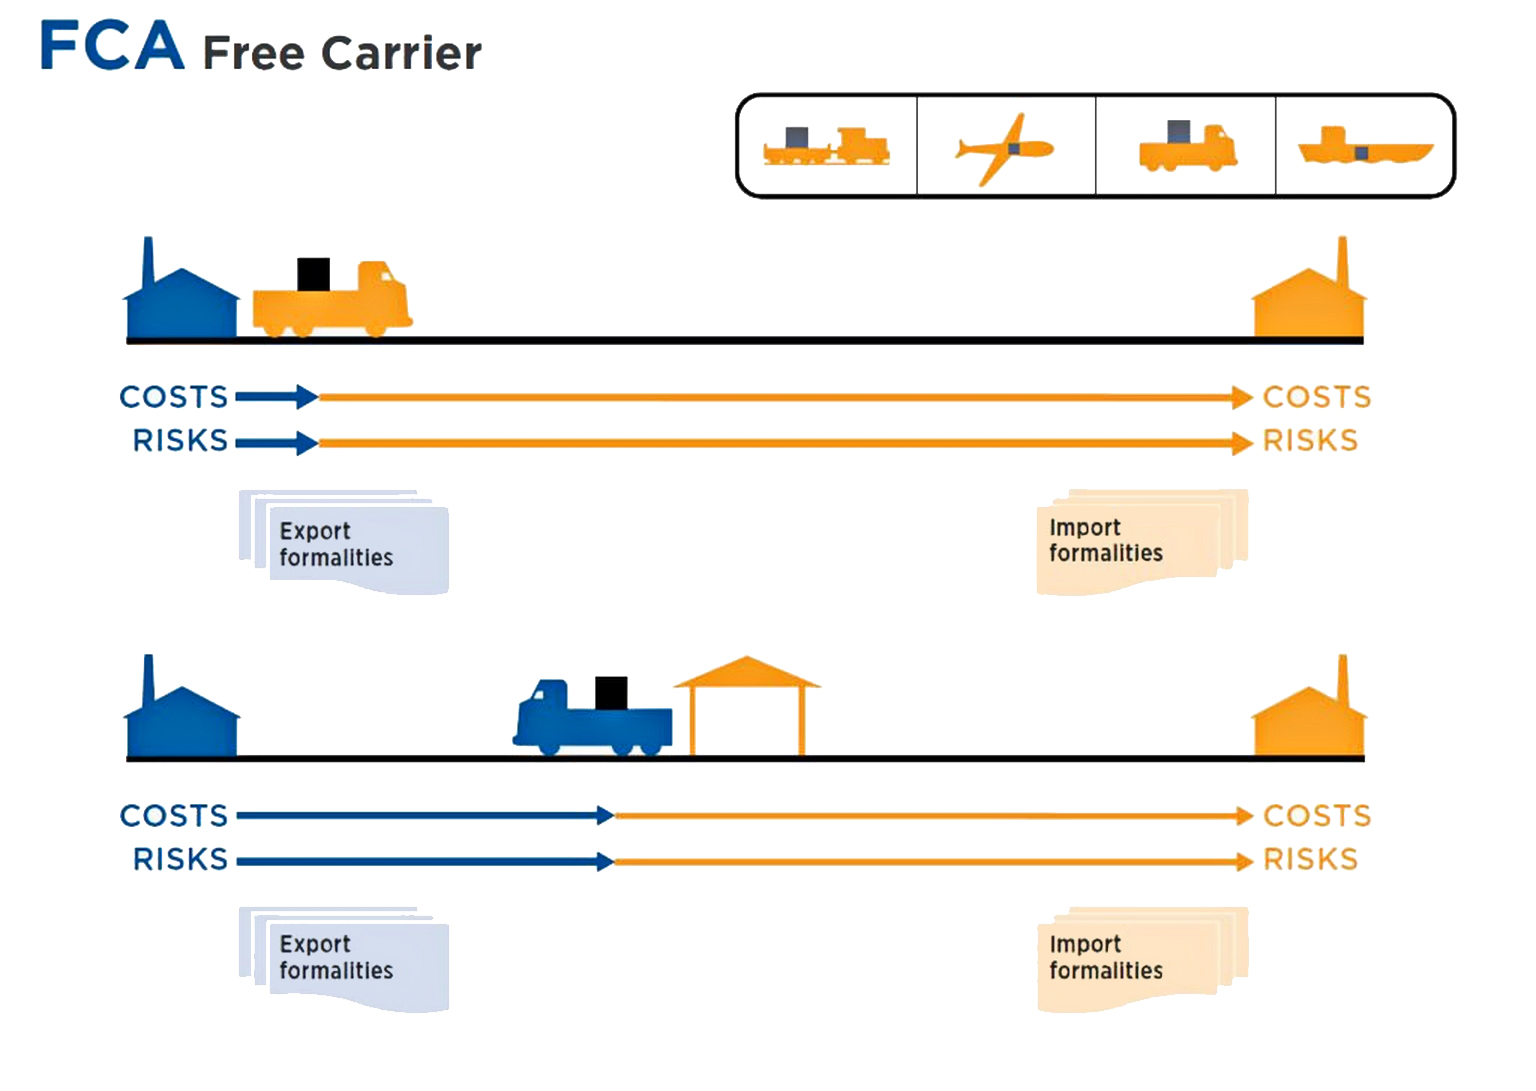 FCA Free Carrier
COSTS COSTS
RISKS RISKS
Export
formalities
Import
formalities
COSTS COSTS
RISKS RISKS
Export
formalities
Import
formalities